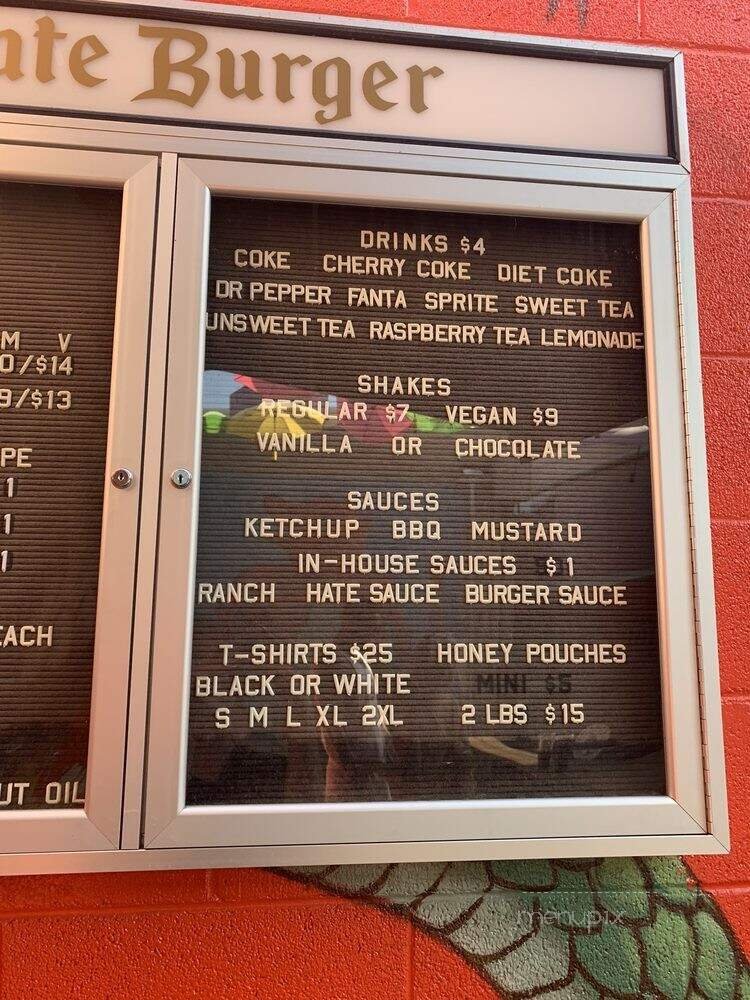 ate Burger
M V
0/$14
9/$13
PE
1
1
1
EACH
UT OIL
DRINKS $4
COKE CHERRY COKE DIET COKE
DR PEPPER FANTA SPRITE SWEET TEA
UNSWEET TEA RASPBERRY TEA LEMONADE
SHAKES
REGULAR $7 VEGAN $9
VANILLA OR CHOCOLATE
SAUCES
KETCHUP BBQ MUSTARD
IN-HOUSE SAUCES $1
RANCH HATE SAUCE BURGER SAUCE
T-SHIRTS $25 HONEY POUCHES
BLACK OR WHITE MINI $5
S M L XL 2XL 2 LBS $15
menupix